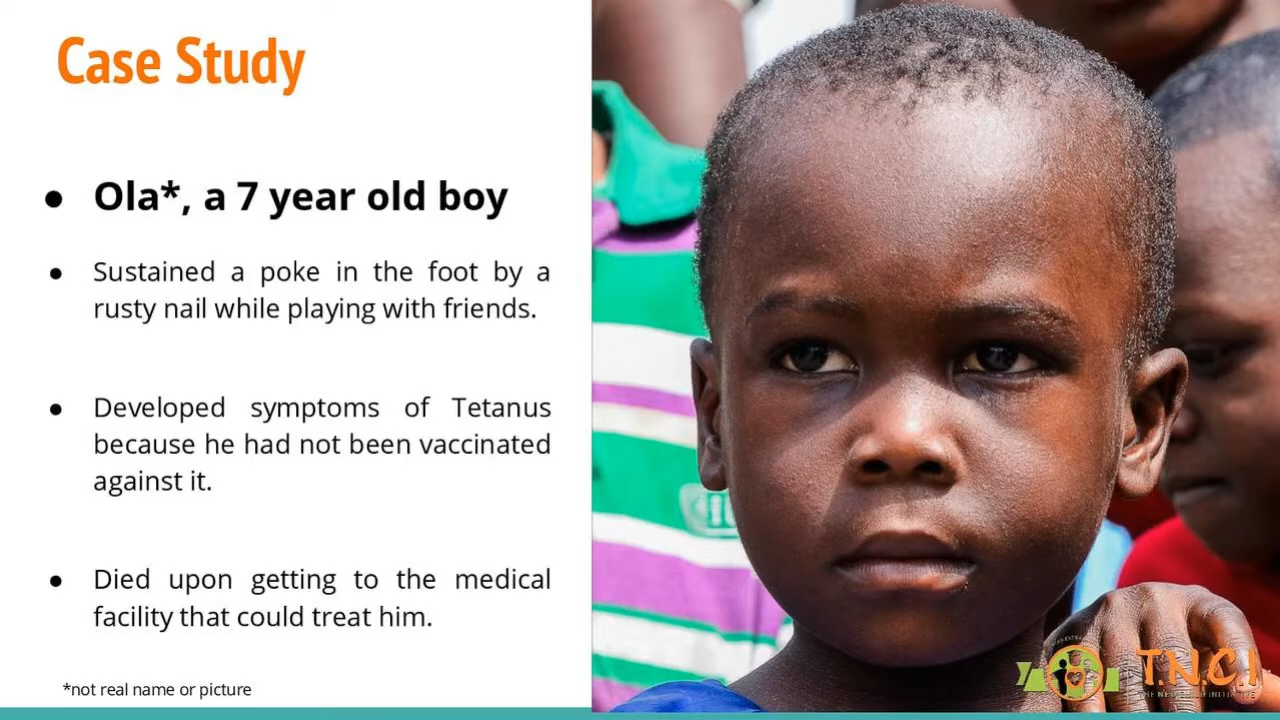 Case Study
● Ola*, a 7 year old boy
● Sustained a poke in the foot by a
rusty nail while playing with friends.
● Developed symptoms of Tetanus
because he had not been vaccinated
against it.
● Died upon getting to the medical
facility that could treat him.
*not real name or picture
T.N.C.I